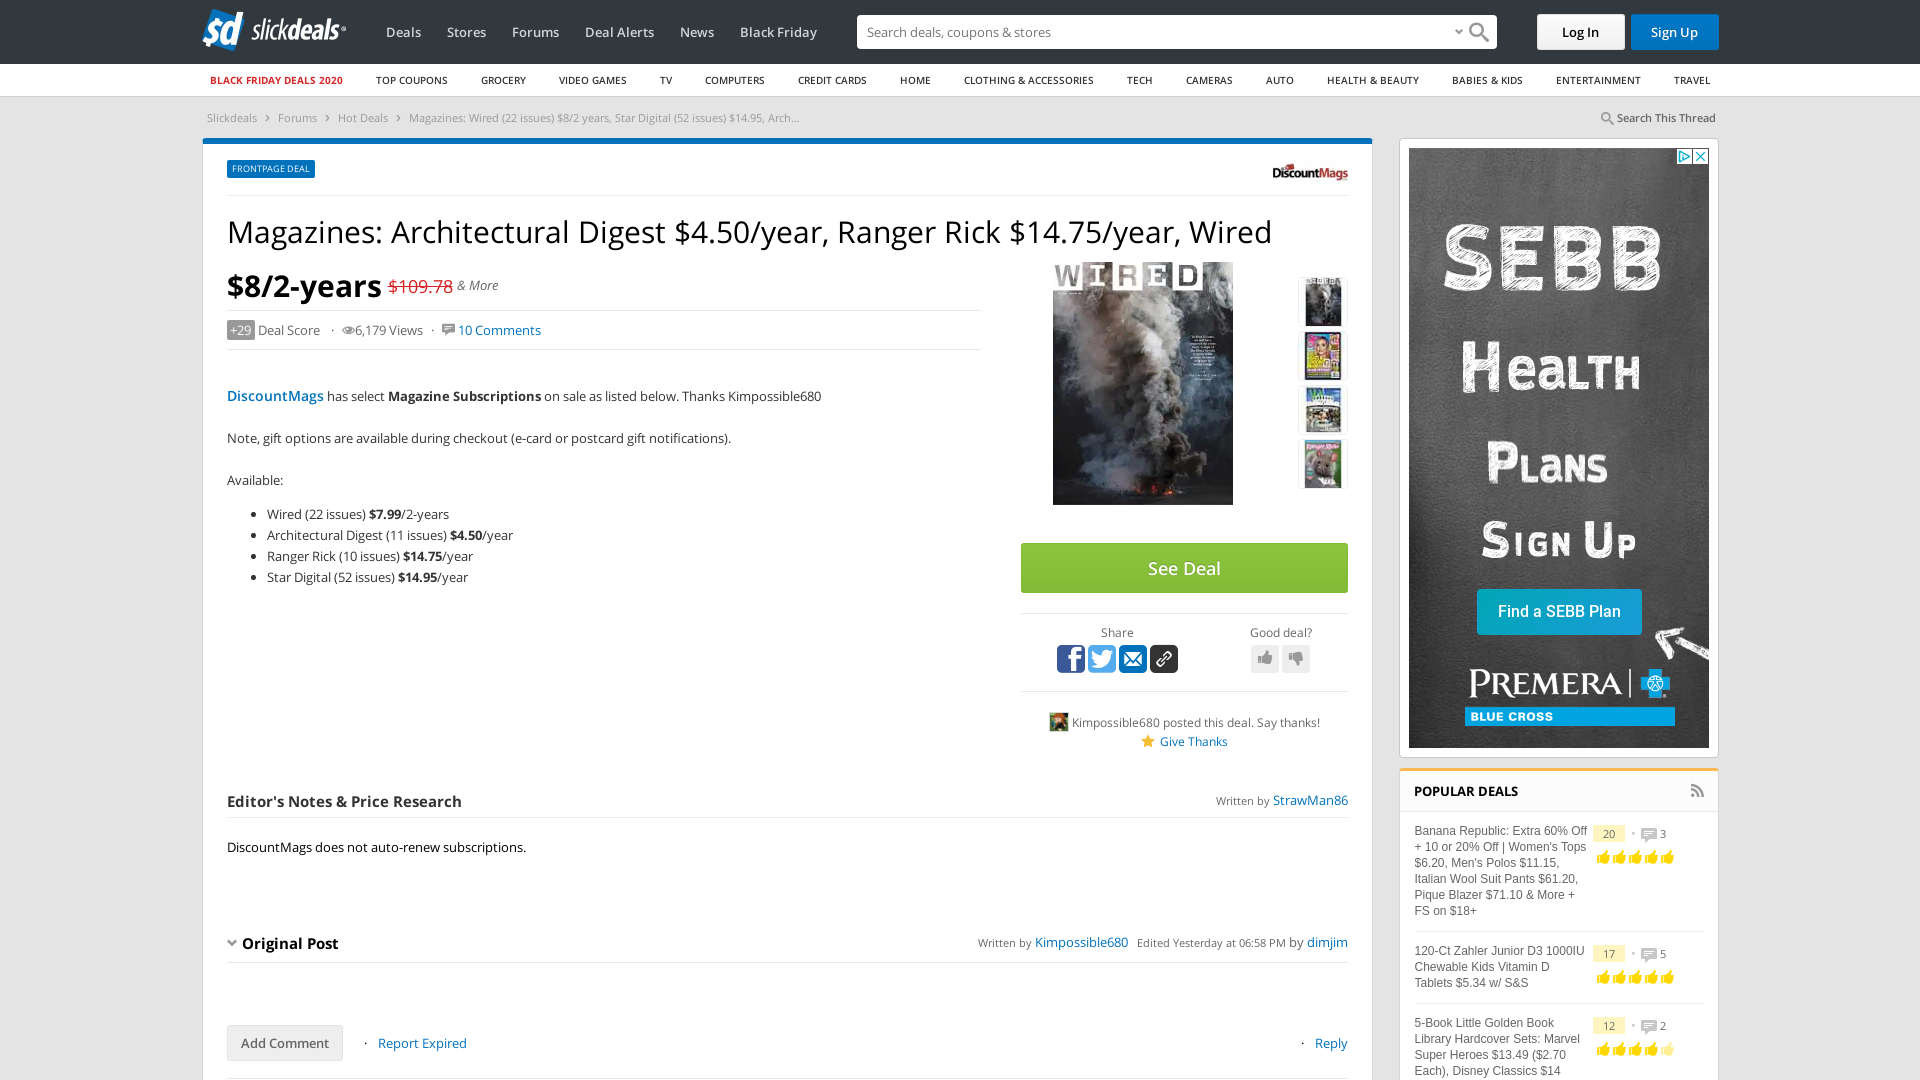 sd slickdeals
Deals Stores Forums Deal Alerts News Black Friday
Search deals, coupons & shops
Log In
Sign Up
BLACK FRIDAY DEALS 2020 TOP COUPONS GROCERY VIDEO GAMES TV COMPUTERS CREDIT CARDS HOME CLOTHING & ACCESSORIES TECH CAMERAS AUTO HEALTH & BEAUTY BABIES & KIDS ENTERTAINMENT TRAVEL
Slickdeals › Forums › Hot Deals › Magazines: Wired (22 issues) $8/2 years, Star Digital (52 issues) $14.95, Arch...
Search This Thread
FRONTPAGE DEAL
DiscountMags
Magazines: Architectural Digest $4.50/year, Ranger Rick $14.75/year, Wired
$8/2-years $109.78 & More
+29 Deal Score · 6,179 Views · 10 Comments
DiscountMags has select Magazine Subscriptions on sale as listed below. Thanks Kimpossible680
Note, gift options are available during checkout (e-card or postcard gift notifications).
Available:
Wired (22 issues) $7.99/2-years
Architectural Digest (11 issues) $4.50/year
Ranger Rick (10 issues) $14.75/year
Star Digital (52 issues) $14.95/year
WIRED
See Deal
Share
Good deal?
Kimpossible680 posted this deal. Say thanks!
Give Thanks
Editor's Notes & Price Research
Written by StrawMan86
DiscountMags does not auto-renew subscriptions.
Original Post
Written by Kimpossible680 Edited Yesterday at 06:58 PM by dimjim
Add Comment · Report Expired
· Reply
SEBB
Health
Plans
Sign Up
Find a SEBB Plan
PREMERA
BLUE CROSS
POPULAR DEALS
Banana Republic: Extra 60% Off
+ 10 or 20% Off | Women's Tops
$6.20, Men's Polos $11.15,
Italian Wool Suit Pants $61.20,
Pique Blazer $71.10 & More +
FS on $18+
20 • 3
120-Ct Zahler Junior D3 1000IU
Chewable Kids Vitamin D
Tablets $5.34 w/ S&S
17 • 5
5-Book Little Golden Book
Library Hardcover Sets: Marvel
Super Heroes $13.49 ($2.70
Each), Disney Classics $14
12 • 2